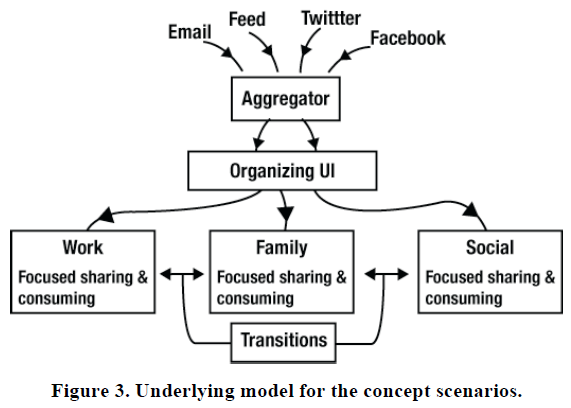 Email
Feed
Twittter
Facebook
Aggregator
Organizing UI
Work
Focused sharing &
consuming
Family
Focused sharing &
consuming
Social
Focused sharing &
consuming
Transitions
Figure 3. Underlying model for the concept scenarios.